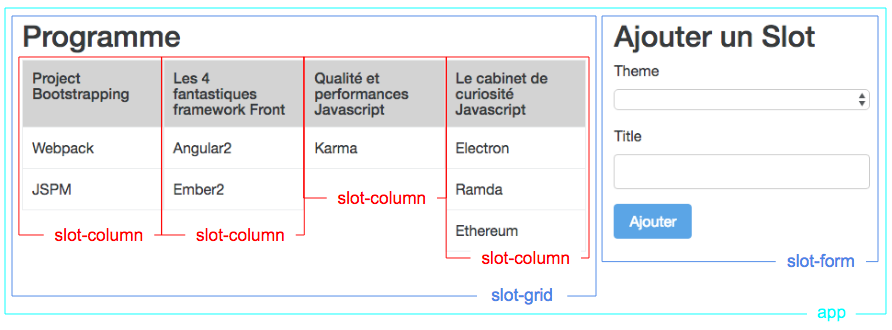 Programme
Project
Bootstrapping
Les 4
fantastiques
framework Front
Qualité et
performances
Javascript
Le cabinet de
curiosité
Javascript
Webpack
Angular2
Karma
Electron
JSPM
Ember2
Ramda
Ethereum
slot-column
slot-column
slot-column
slot-column
slot-grid
Ajouter un Slot
Theme
Title
Ajouter
slot-form
app